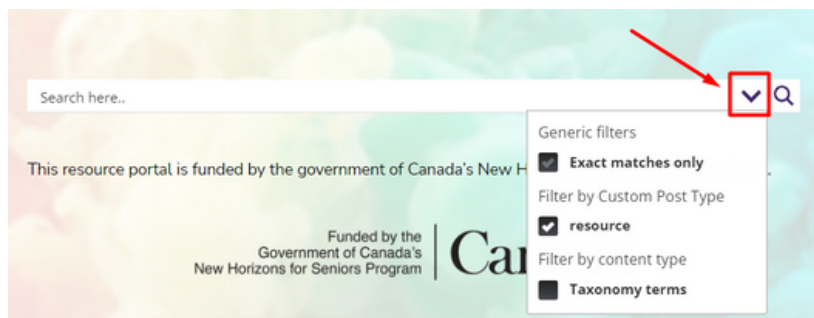 Search here..
Generic filters
Exact matches only
This resource portal is funded by the government of Canada's New H
Filter by Custom Post Type
resource
Funded by the
Government of Canada's
New Horizons for Seniors Program
Filter by content type
Taxonomy terms